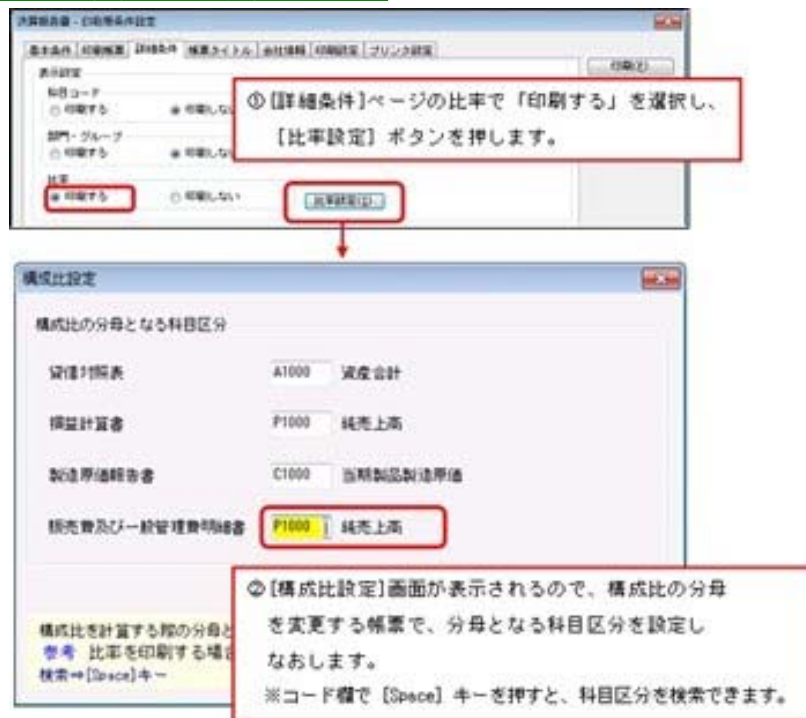 決算報告書 - 印刷等条件設定
基本条件 印刷帳票 詳細条件 帳票タイトル 会社情報 印刷設定 プリンタ設定
印刷(Z)
表示設定
科目コード
印刷する 印刷しない
部門・グループ
印刷する 印刷しない
比率
印刷する 印刷しない 比率設定
①[詳細条件]ページの比率で「印刷する」を選択し、
[比率設定] ボタンを押します。
構成比設定
構成比の分母となる科目区分
貸借対照表 A1000 資産合計
損益計算書 P1000 純売上高
製造原価報告書 C1000 当期製品製造原価
販売費及び一般管理費明細書 P1000 純売上高
構成比を計算する際の分母と
参考 比率を印刷する場合
検索⇒[Space]キー
②[構成比設定]画面が表示されるので、構成比の分母
を変更する帳票で、分母となる科目区分を設定し
なおします。
※コード欄で [Space] キーを押すと、科目区分を検索できます。